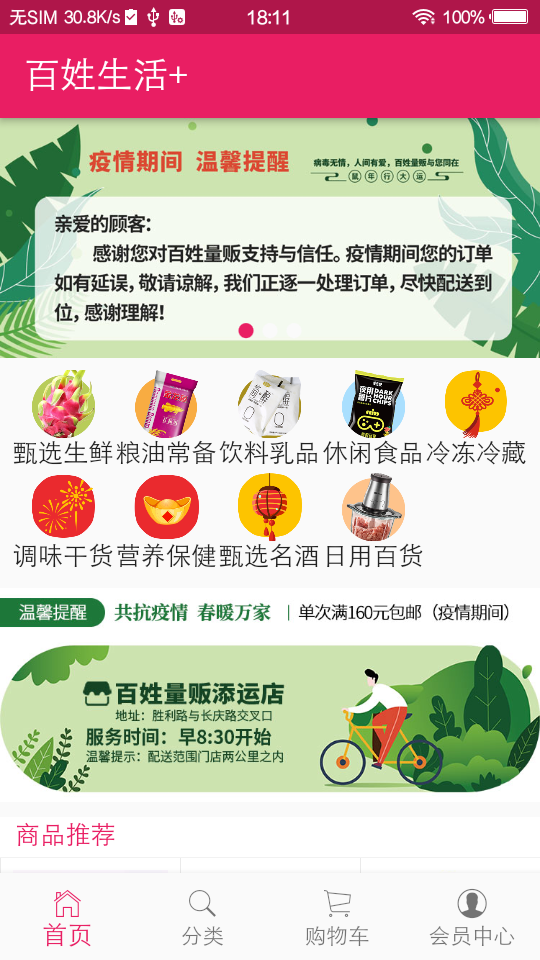 无SIM 30.8K/s 18:11 100%
百姓生活+
疫情期间 温馨提醒
病毒无情，人间有爱，百姓量贩与您同在
鼠年行大运
亲爱的顾客：
感谢您对百姓量贩支持与信任。疫情期间您的订单
如有延误，敬请谅解，我们正逐一处理订单，尽快配送到
位，感谢理解！
甄选生鲜 粮油常备 饮料乳品 休闲食品 冷冻冷藏
调味干货 营养保健 甄选名酒 日用百货
温馨提醒 共抗疫情 春暖万家 | 单次满160元包邮（疫情期间）
百姓量贩添运店
地址：胜利路与长庆路交叉口
服务时间：早8:30开始
温馨提示：配送范围门店两公里之内
商品推荐
首页 分类 购物车 会员中心